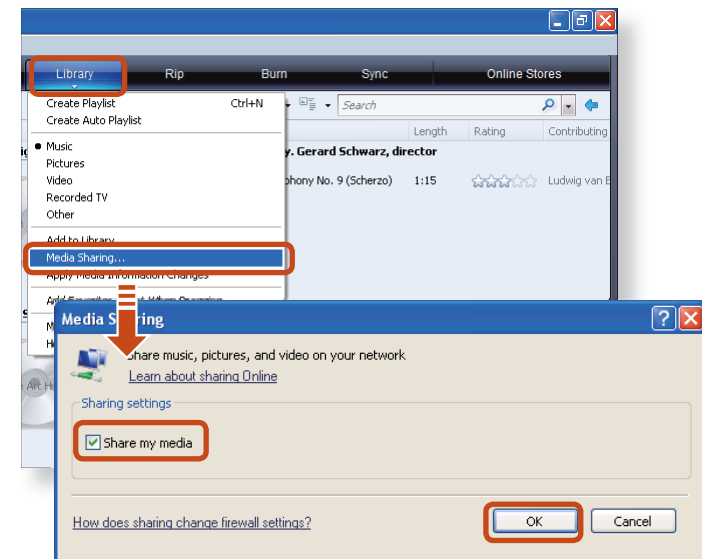 Library Rip Burn Sync Online Stores
Create Playlist Ctrl+N Search
Create Auto Playlist
Length Rating Contributing
Music y. Gerard Schwarz, director
Pictures
Video phony No. 9 (Scherzo) 1:15 Ludwig van B
Recorded TV
Other
Add to Library
Media Sharing...
Apply Media Information Changes
Media Sharing
Share music, pictures, and video on your network
Learn about sharing Online
Sharing settings
Share my media
How does sharing change firewall settings? OK Cancel